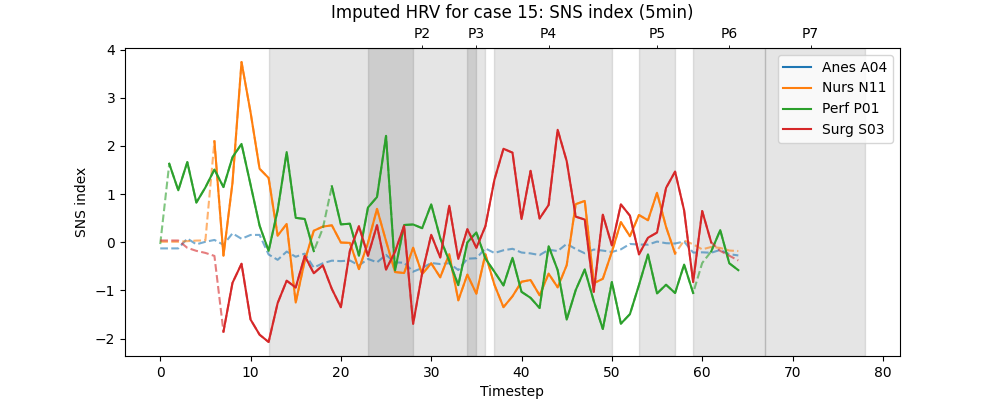 Imputed HRV for case 15: SNS index (5min)
P2 P3 P4 P5 P6 P7
Anes A04
Nurs N11
Perf P01
Surg S03
4
3
2
1
0
−1
−2
SNS index
0 10 20 30 40 50 60 70 80
Timestep